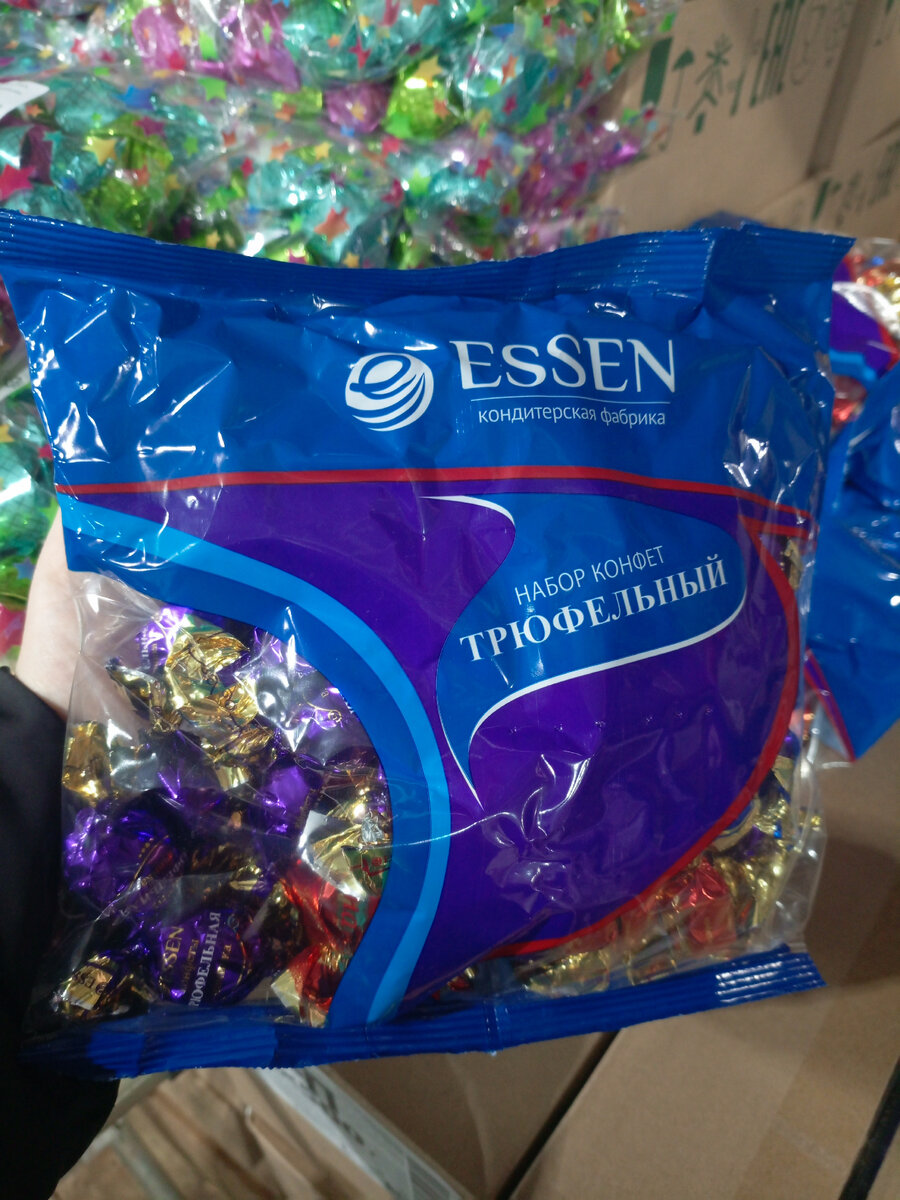 ESSEN
кондитерская фабрика
НАБОР КОНФЕТ
ТРЮФЕЛЬНЫЙ